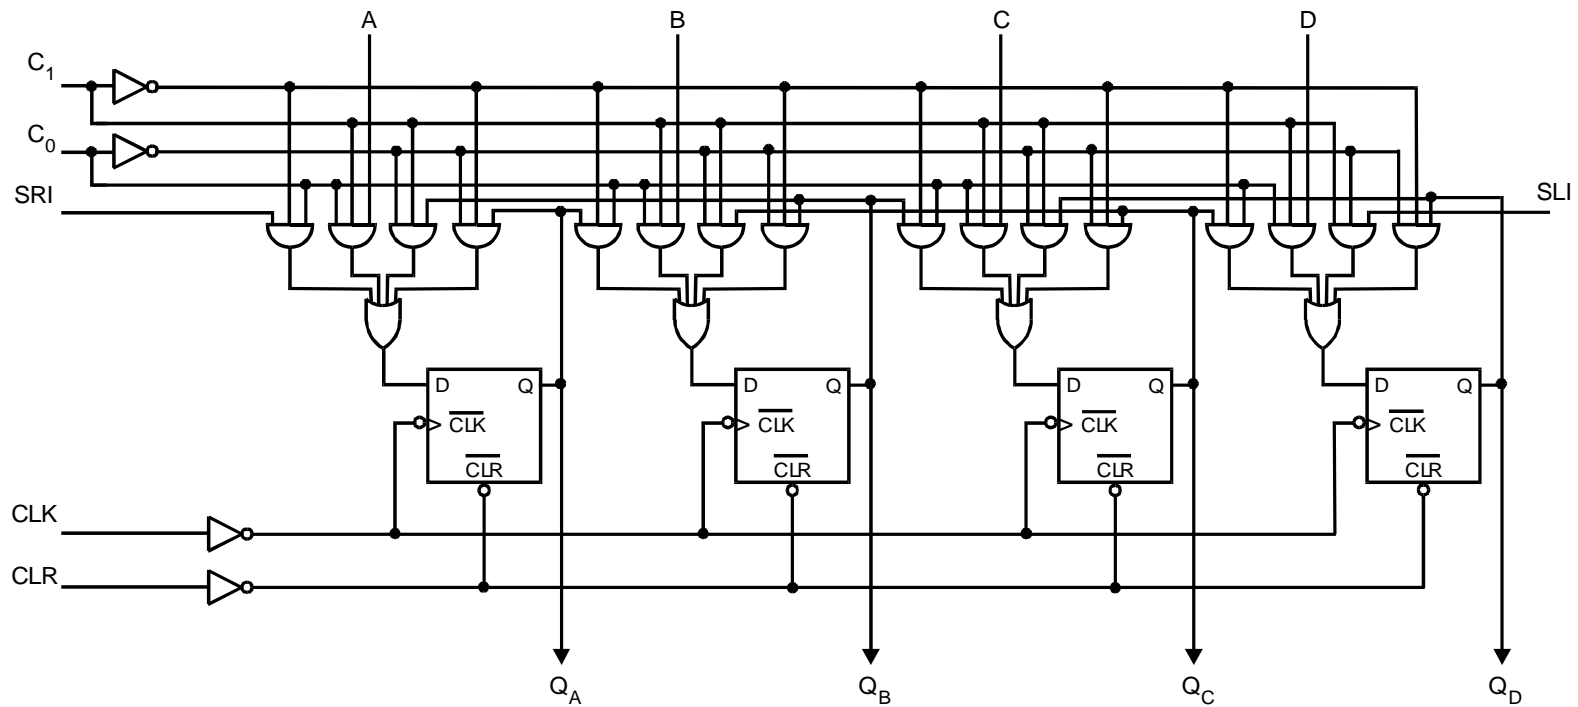 A B C D
C1
C0
SRI
SLI
D Q
CLK
CLR
D Q
CLK
CLR
D Q
CLK
CLR
D Q
CLK
CLR
CLK
CLR
QA QB QC QD